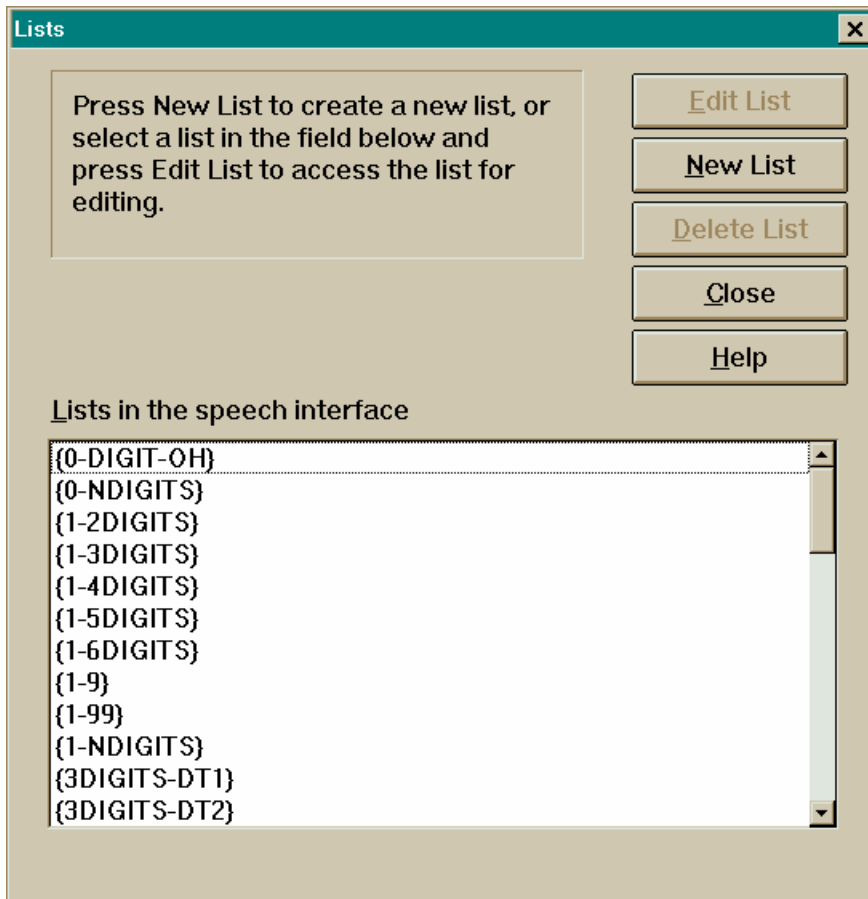 Lists
Press New List to create a new list, or
select a list in the field below and
press Edit List to access the list for
editing.
Edit List
New List
Delete List
Close
Help
Lists in the speech interface
{0-DIGIT-OH}
{0-NDIGITS}
{1-2DIGITS}
{1-3DIGITS}
{1-4DIGITS}
{1-5DIGITS}
{1-6DIGITS}
{1-9}
{1-99}
{1-NDIGITS}
{3DIGITS-DT1}
{3DIGITS-DT2}